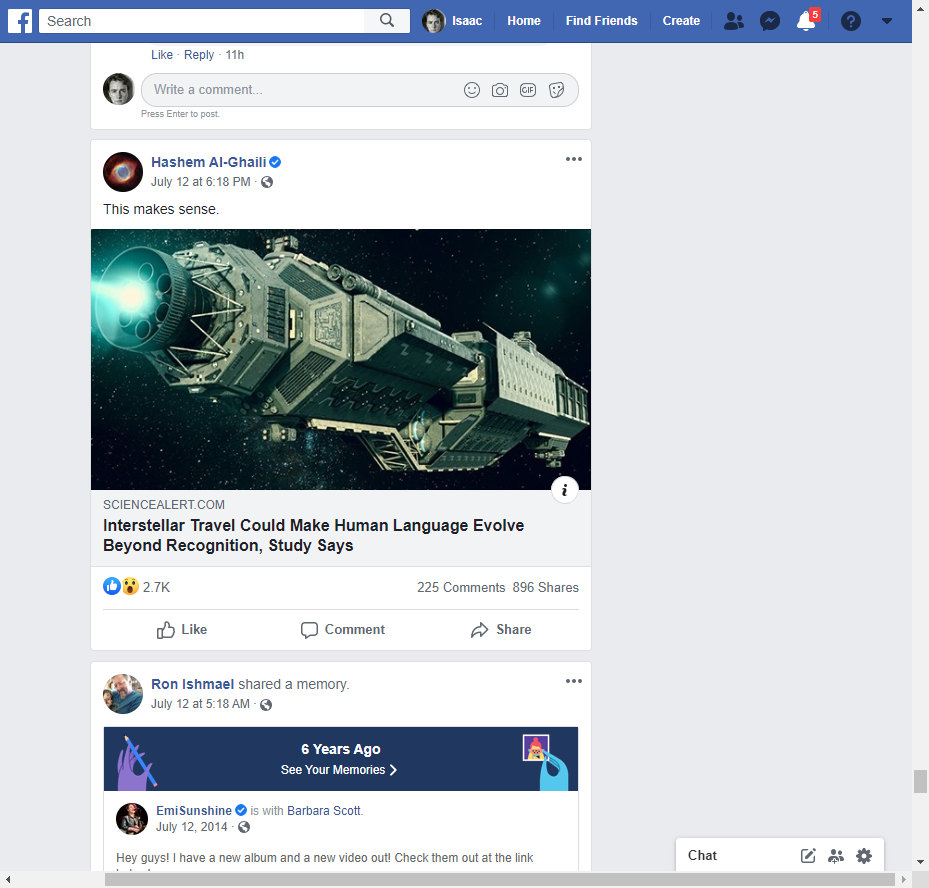 Search
Isaac
Home
Find Friends
Create
5
Like · Reply · 11h
Write a comment...
GIF
Press Enter to post.
Hashem Al-Ghaili
July 12 at 6:18 PM ·
This makes sense.
i
SCIENCEALERT.COM
Interstellar Travel Could Make Human Language Evolve
Beyond Recognition, Study Says
2.7K
225 Comments 896 Shares
Like
Comment
Share
Ron Ishmael shared a memory.
July 12 at 5:18 AM ·
6 Years Ago
See Your Memories
EmiSunshine is with Barbara Scott.
July 12, 2014 ·
Hey guys! I have a new album and a new video out! Check them out at the link
Chat